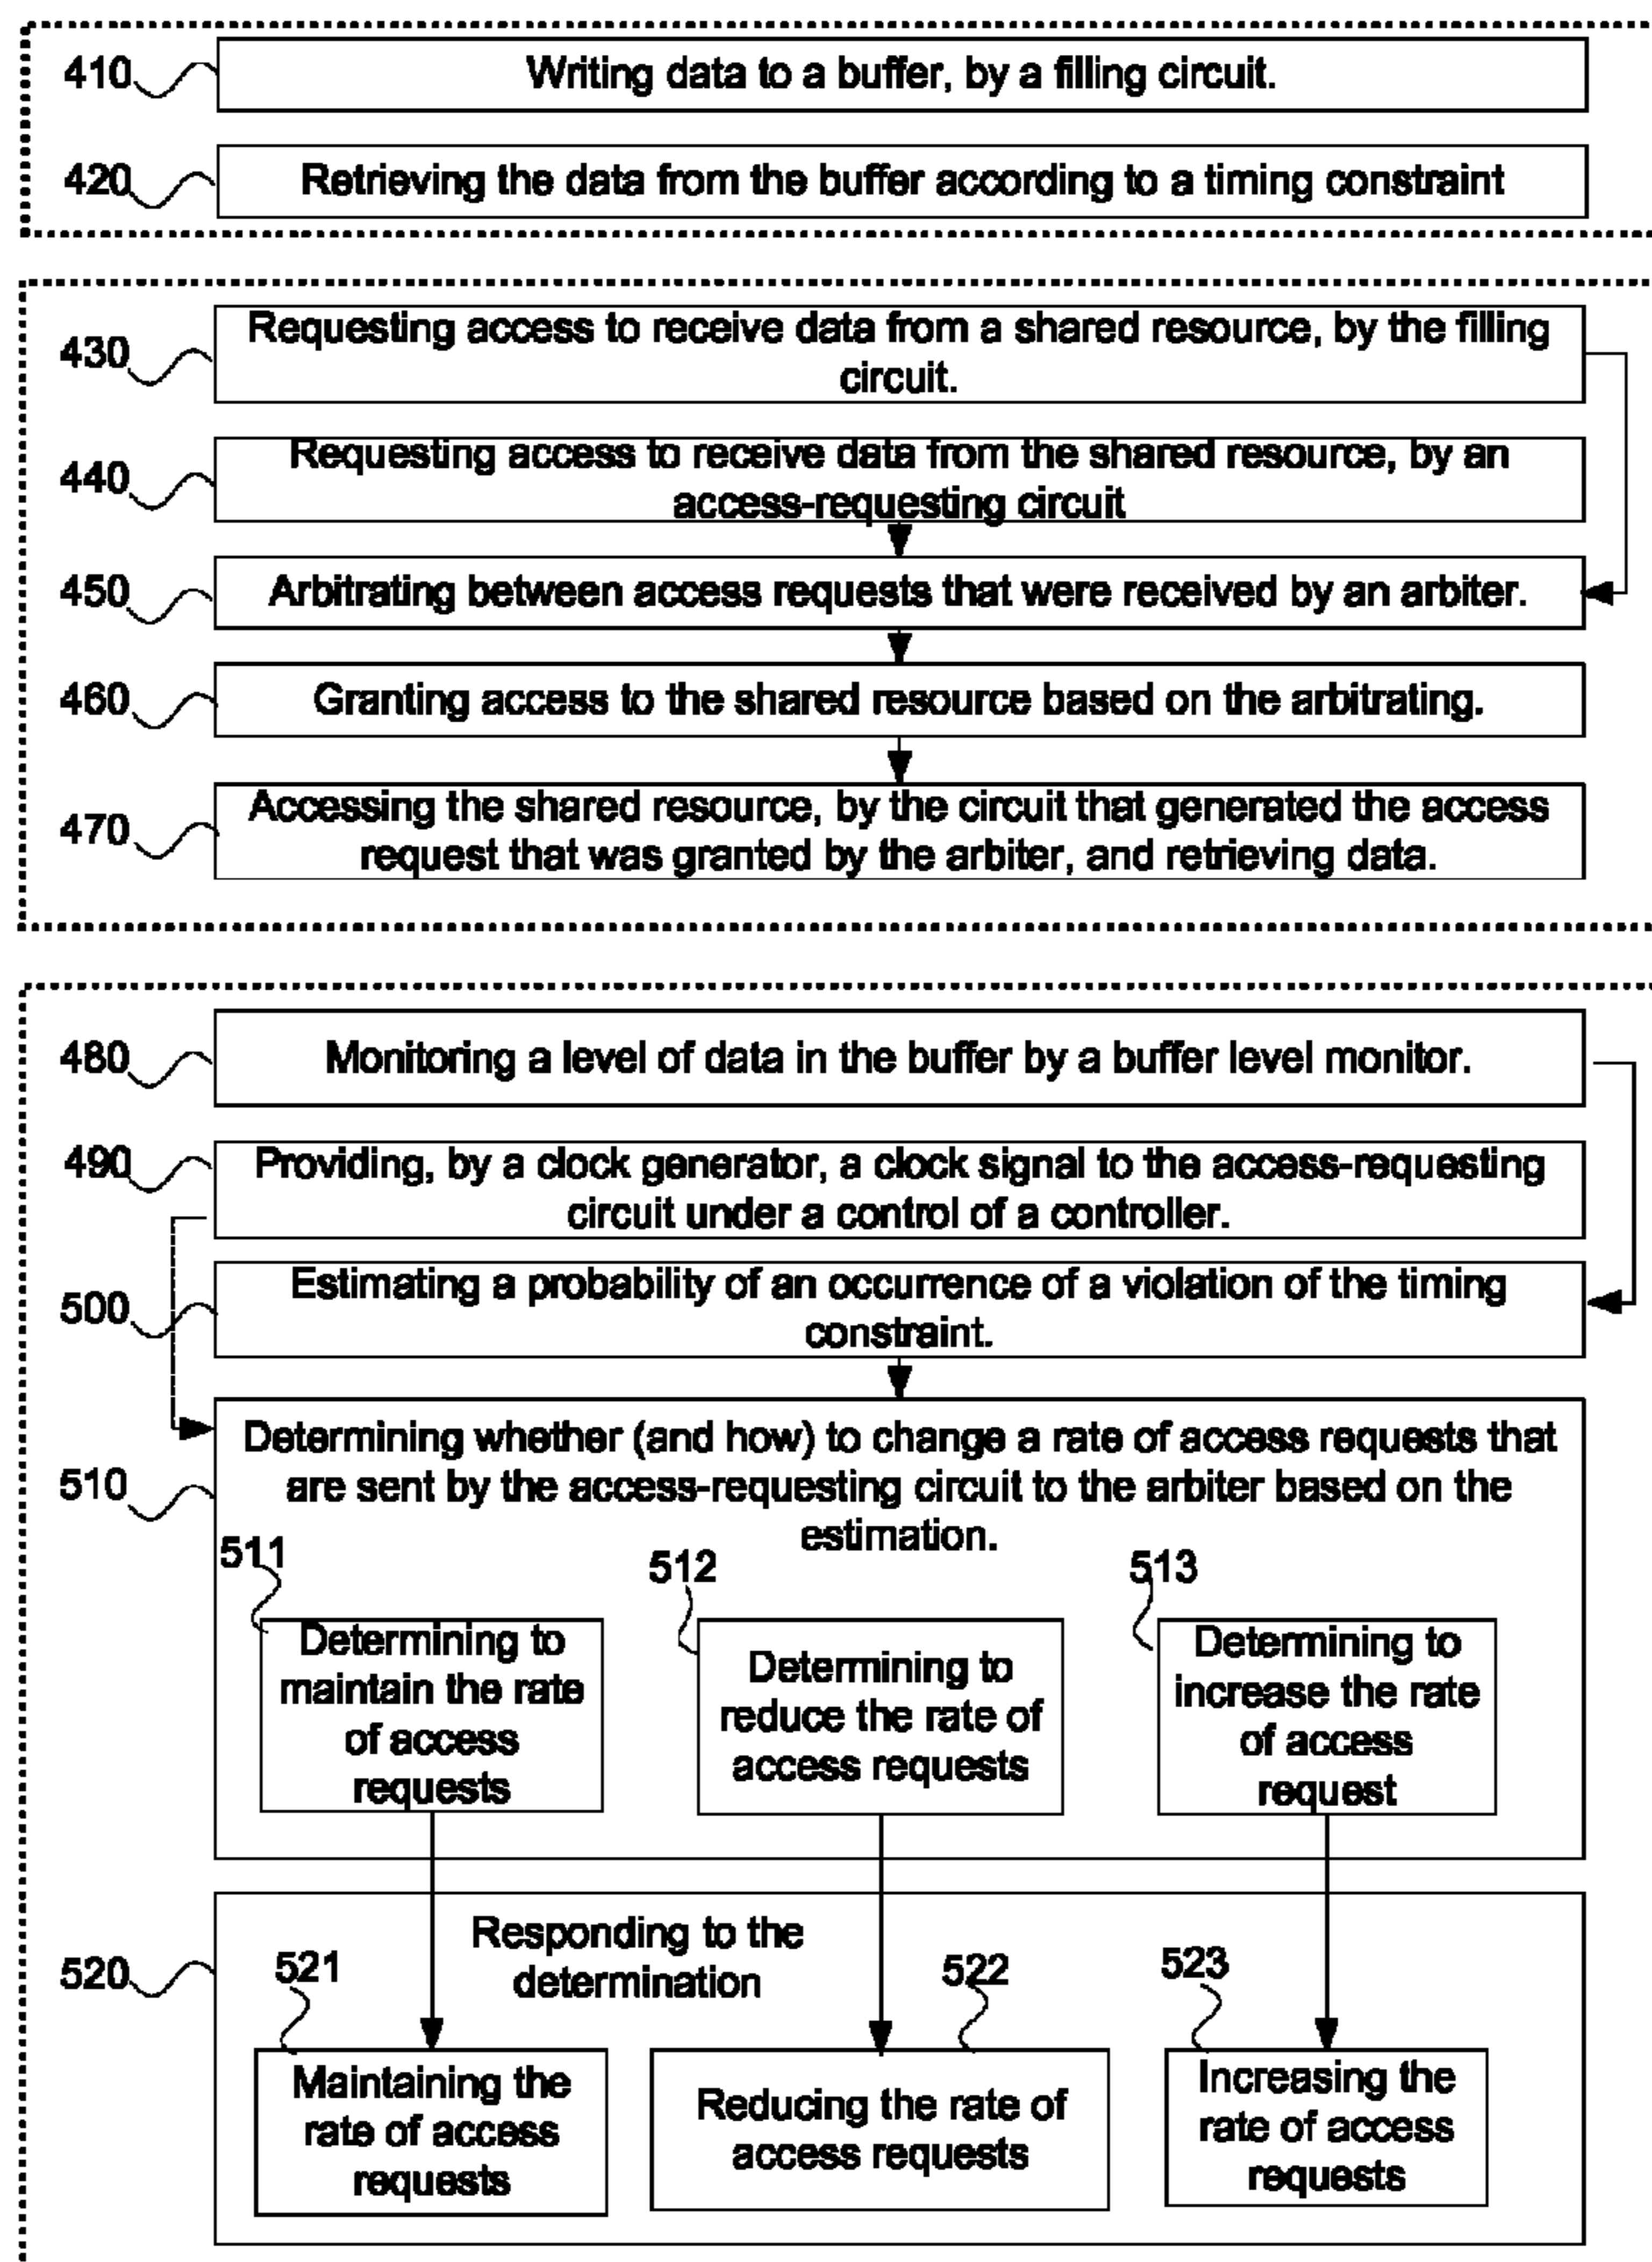 410
Writing data to a buffer, by a filling circuit.
420
Retrieving the data from the buffer according to a timing constraint
430
Requesting access to receive data from a shared resource, by the filling
circuit.
440
Requesting access to receive data from the shared resource, by an
access-requesting circuit
450
Arbitrating between access requests that were received by an arbiter.
460
Granting access to the shared resource based on the arbitrating.
470
Accessing the shared resource, by the circuit that generated the access
request that was granted by the arbiter, and retrieving data.
480
Monitoring a level of data in the buffer by a buffer level monitor.
490
Providing, by a clock generator, a clock signal to the access-requesting
circuit under a control of a controller.
500
Estimating a probability of an occurrence of a violation of the timing
constraint.
510
Determining whether (and how) to change a rate of access requests that
are sent by the access-requesting circuit to the arbiter based on the
estimation.
511
Determining to
maintain the rate
of access
requests
512
Determining to
reduce the rate of
access requests
513
Determining to
increase the rate
of access
request
520
Responding to the
determination
521
Maintaining the
rate of access
requests
522
Reducing the rate of
access requests
523
Increasing the
rate of access
requests